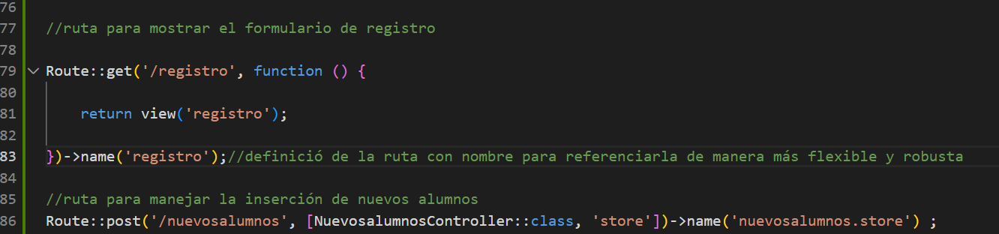 76
77 //ruta para mostrar el formulario de registro
78
79 Route::get('/registro', function () {
80
81 return view('registro');
82
83 })->name('registro');//definició de la ruta con nombre para referenciarla de manera más flexible y robusta
84
85 //ruta para manejar la inserción de nuevos alumnos
86 Route::post('/nuevosalumnos', [NuevosalumnosController::class, 'store'])->name('nuevosalumnos.store') ;